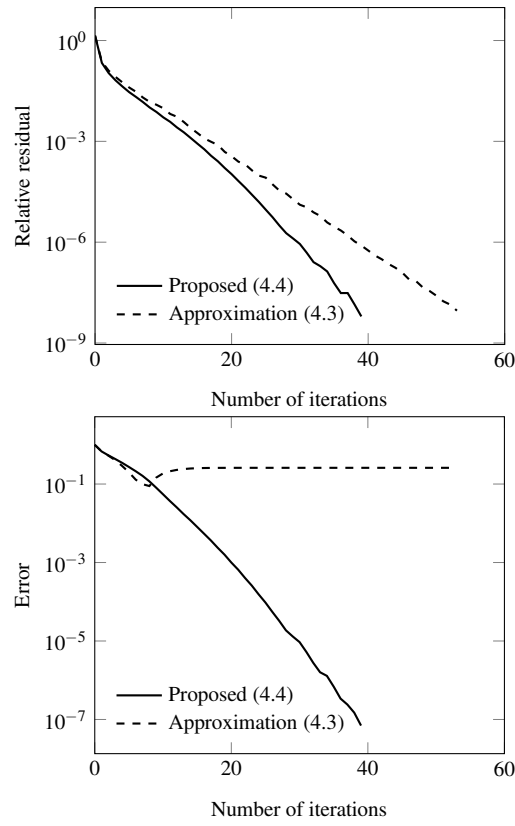 10^0
10^−3
10^−6
10^−9
Relative residual
Proposed (4.4)
Approximation (4.3)
0 20 40 60
Number of iterations
10^−1
10^−3
10^−5
10^−7
Error
Proposed (4.4)
Approximation (4.3)
0 20 40 60
Number of iterations